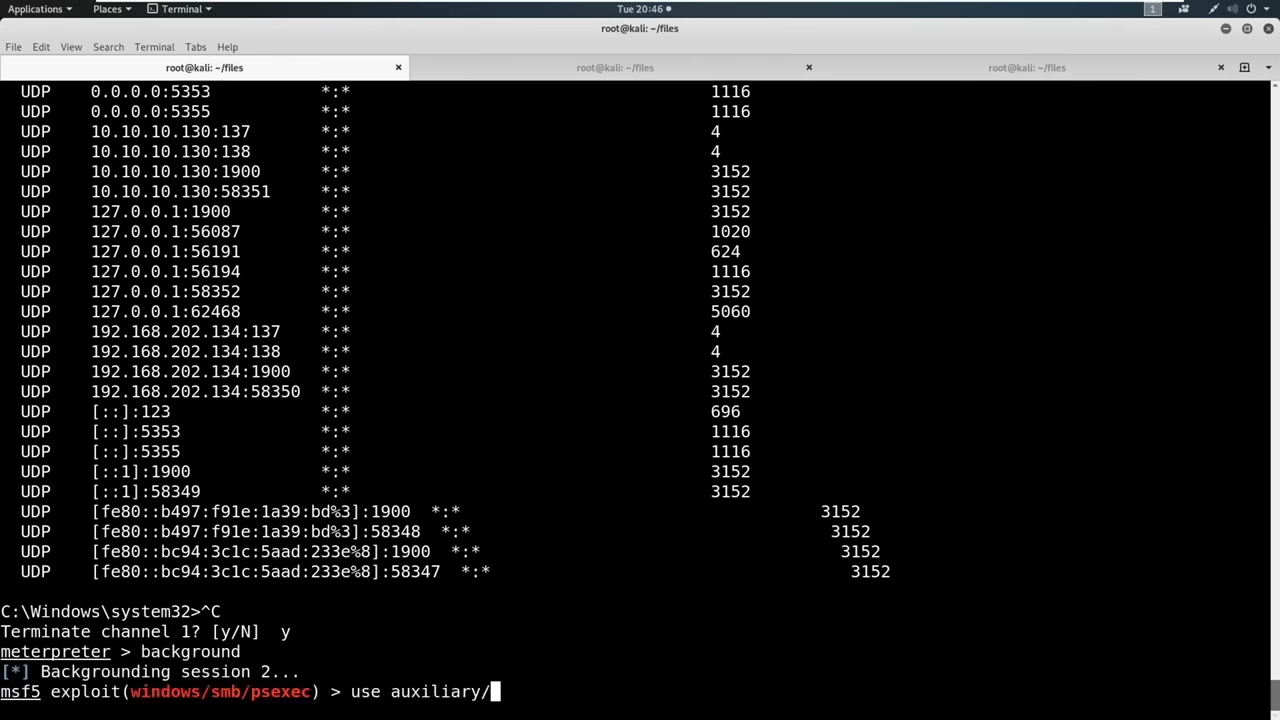 Applications Places Terminal Tue 20:46 1
root@kali: ~/files
File Edit View Search Terminal Tabs Help
root@kali: ~/files × root@kali: ~/files × root@kali: ~/files ×
UDP 0.0.0.0:5353 *:* 1116
UDP 0.0.0.0:5355 *:* 1116
UDP 10.10.10.130:137 *:* 4
UDP 10.10.10.130:138 *:* 4
UDP 10.10.10.130:1900 *:* 3152
UDP 10.10.10.130:58351 *:* 3152
UDP 127.0.0.1:1900 *:* 3152
UDP 127.0.0.1:56087 *:* 1020
UDP 127.0.0.1:56191 *:* 624
UDP 127.0.0.1:56194 *:* 1116
UDP 127.0.0.1:58352 *:* 3152
UDP 127.0.0.1:62468 *:* 5060
UDP 192.168.202.134:137 *:* 4
UDP 192.168.202.134:138 *:* 4
UDP 192.168.202.134:1900 *:* 3152
UDP 192.168.202.134:58350 *:* 3152
UDP [::]:123 *:* 696
UDP [::]:5353 *:* 1116
UDP [::]:5355 *:* 1116
UDP [::1]:1900 *:* 3152
UDP [::1]:58349 *:* 3152
UDP [fe80::b497:f91e:1a39:bd%3]:1900 *:* 3152
UDP [fe80::b497:f91e:1a39:bd%3]:58348 *:* 3152
UDP [fe80::bc94:3c1c:5aad:233e%8]:1900 *:* 3152
UDP [fe80::bc94:3c1c:5aad:233e%8]:58347 *:* 3152
C:\Windows\system32>^C
Terminate channel 1? [y/N] y
meterpreter > background
[*] Backgrounding session 2...
msf5 exploit(windows/smb/psexec) > use auxiliary/